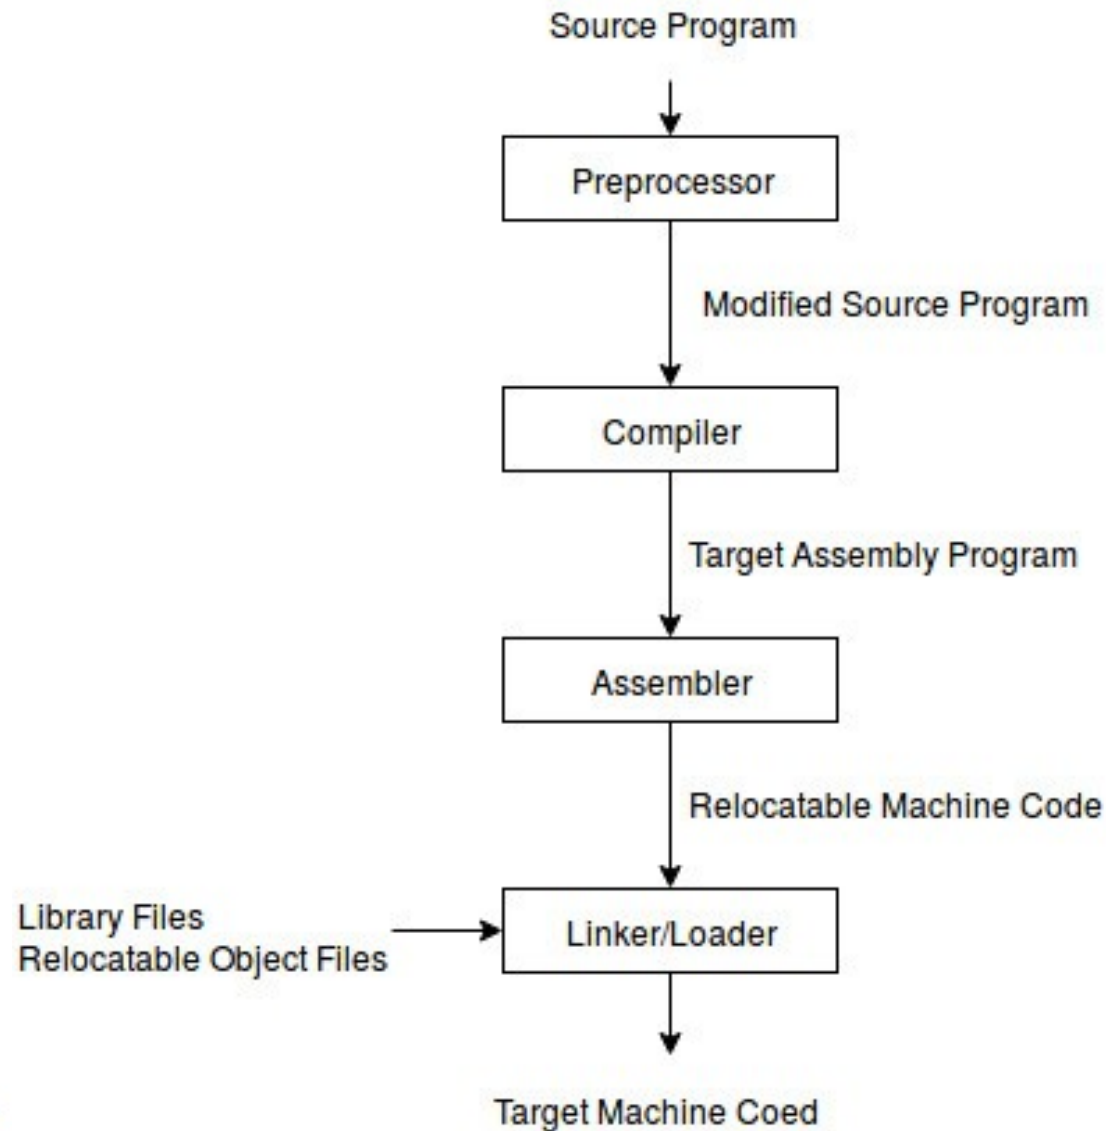 Source Program
Preprocessor
Modified Source Program
Compiler
Target Assembly Program
Assembler
Relocatable Machine Code
Library Files
Relocatable Object Files
Linker/Loader
Target Machine Coed